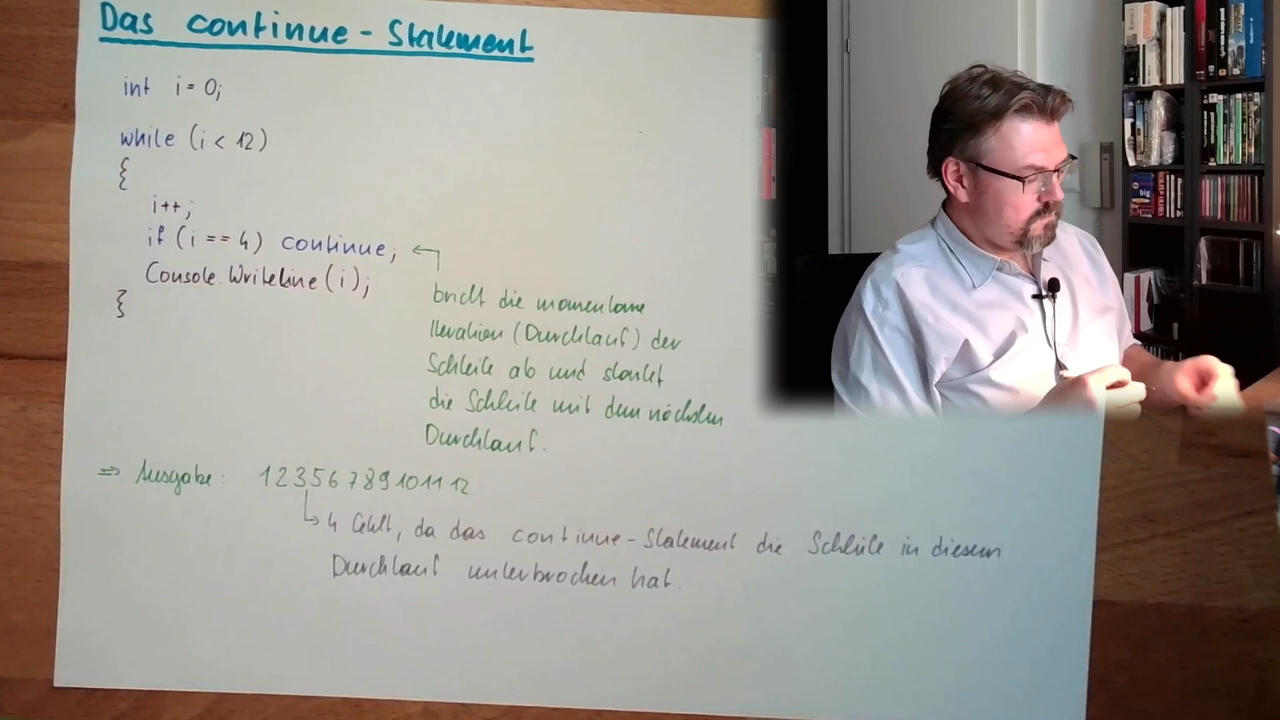 Das continue-Statement
int i = 0;
while (i < 12)
{
i++;
if (i == 4) continue;
Console.WriteLine (i);
}
bricht die momentane
Iteration (Durchlauf) der
Schleife ab und startet
die Schleife mit dem nächsten
Durchlauf.
=> Ausgabe: 1 2 3 5 6 7 8 9 10 11 12
4 fehlt, da das continue-Statement die Schleife in diesem
Durchlauf unterbrochen hat.
big